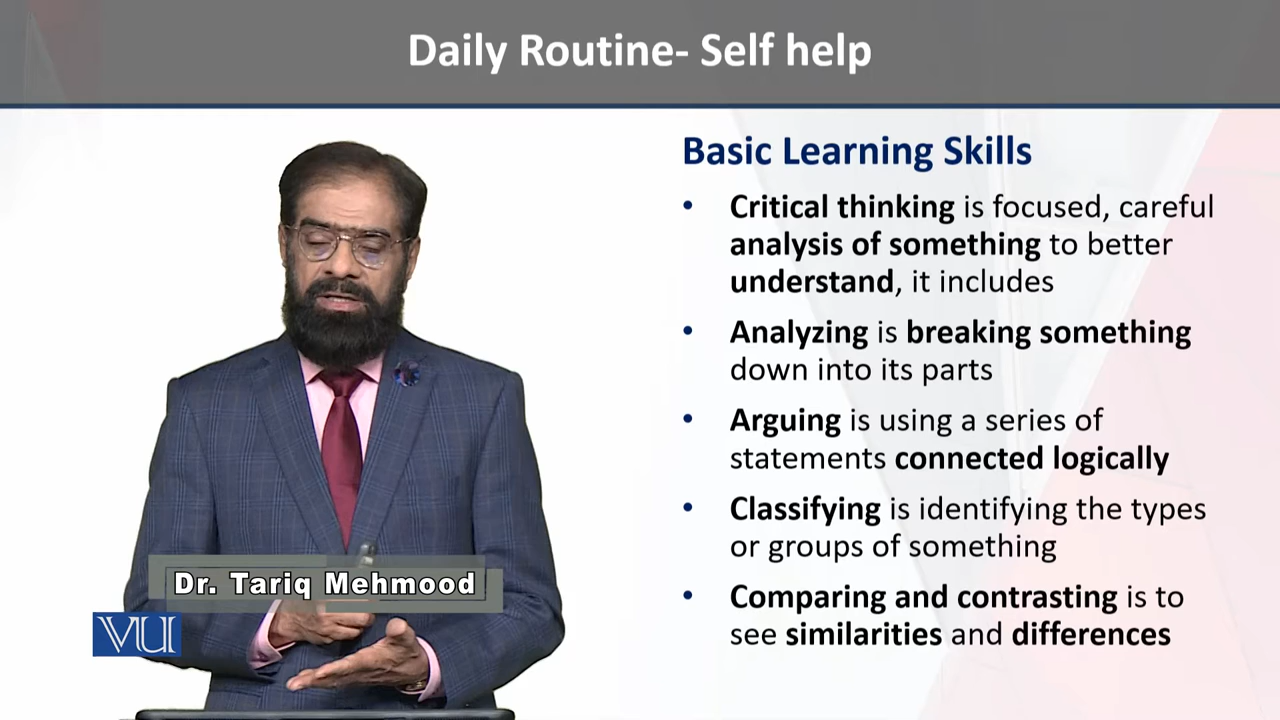 Daily Routine- Self help
Basic Learning Skills
• Critical thinking is focused, careful
analysis of something to better
understand, it includes
• Analyzing is breaking something
down into its parts
• Arguing is using a series of
statements connected logically
• Classifying is identifying the types
or groups of something
• Comparing and contrasting is to
see similarities and differences
Dr. Tariq Mehmood
VU